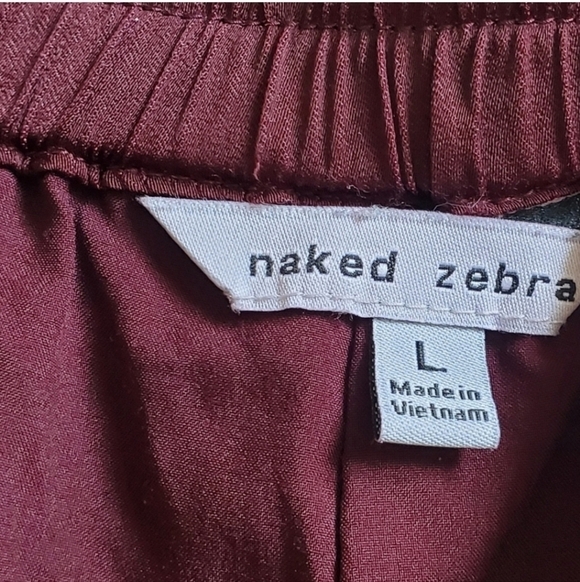 naked zebra
L
Made in
Vietnam